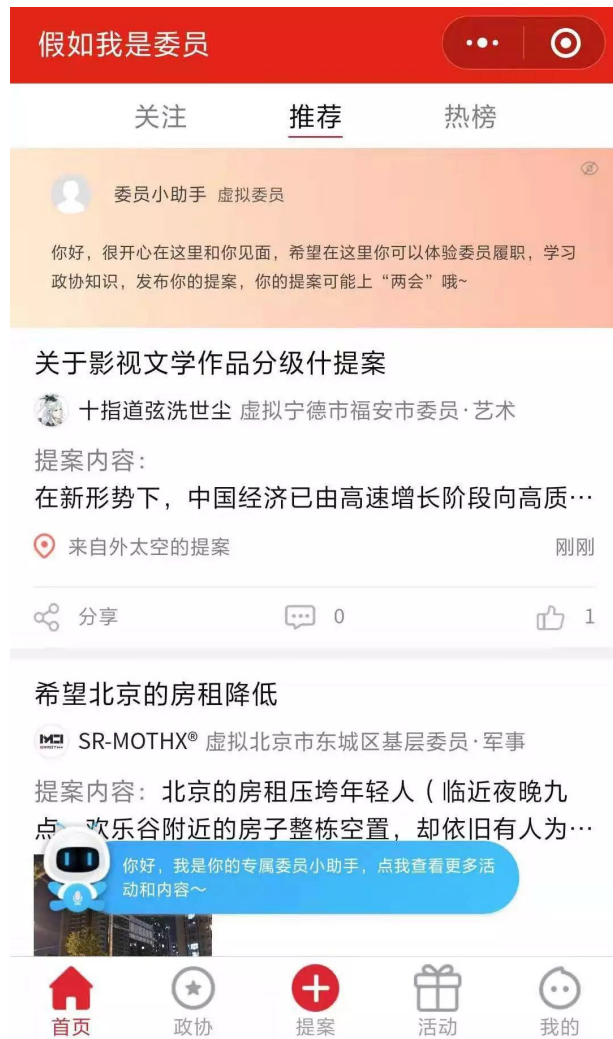 假如我是委员
关注 推荐 热榜
委员小助手 虚拟委员
你好，很开心在这里和你见面，希望在这里你可以体验委员履职，学习
政协知识，发布你的提案，你的提案可能上“两会”哦~
关于影视文学作品分级什提案
十指道弦洗世尘 虚拟宁德市福安市委员·艺术
提案内容：
在新形势下，中国经济已由高速增长阶段向高质…
来自外太空的提案 刚刚
分享 0 1
希望北京的房租降低
SR-MOTHX® 虚拟北京市东城区基层委员·军事
提案内容：北京的房租压垮年轻人（临近夜晚九
点，欢乐谷附近的房子整栋空置，却依旧有人为…
你好，我是你的专属委员小助手，点我查看更多活
动和内容～
首页 政协 提案 活动 我的